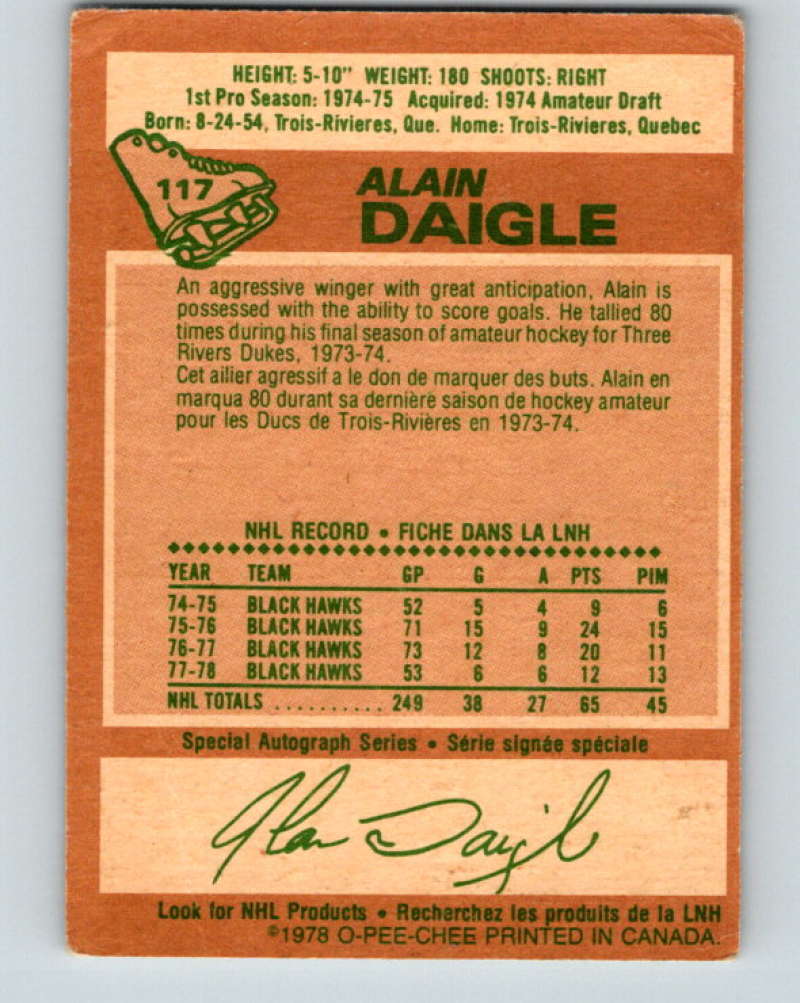 HEIGHT: 5-10" WEIGHT: 180 SHOOTS: RIGHT
1st Pro Season: 1974-75 Acquired: 1974 Amateur Draft
Born: 8-24-54, Trois-Rivieres, Que. Home: Trois-Rivieres, Quebec
117
ALAIN
DAIGLE
An aggressive winger with great anticipation, Alain is
possessed with the ability to score goals. He tallied 80
times during his final season of amateur hockey for Three
Rivers Dukes, 1973-74.
Cet ailier agressif a le don de marquer des buts. Alain en
marqua 80 durant sa dernière saison de hockey amateur
pour les Ducs de Trois-Rivières en 1973-74.
NHL RECORD • FICHE DANS LA LNH
YEAR TEAM GP G A PTS PIM
74-75 BLACK HAWKS 52 5 4 9 6
75-76 BLACK HAWKS 71 15 9 24 15
76-77 BLACK HAWKS 73 12 8 20 11
77-78 BLACK HAWKS 53 6 6 12 13
NHL TOTALS .......... 249 38 27 65 45
Special Autograph Series • Série signée spéciale
Alain Daigle
Look for NHL Products • Recherchez les produits de la LNH
©1978 O-PEE-CHEE PRINTED IN CANADA.